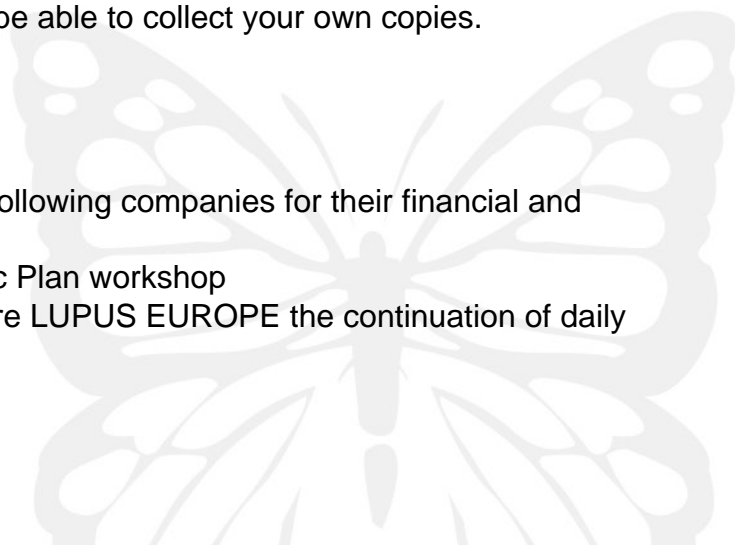 be able to collect your own copies.
ollowing companies for their financial and
c Plan workshop
re LUPUS EUROPE the continuation of daily